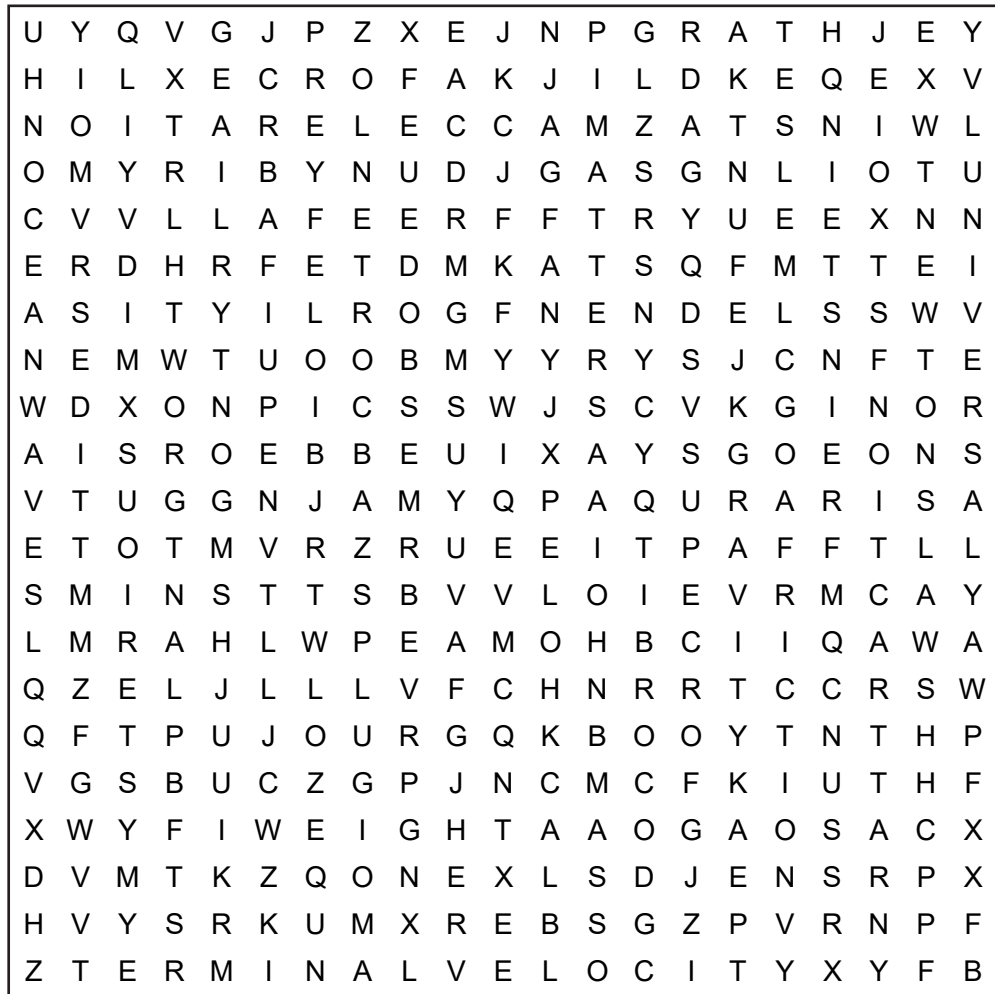 U Y Q V G J P Z X E J N P G R A T H J E Y
H I L X E C R O F A K J I L D K E Q E X V
N O I T A R E L E C C A M Z A T S N I W L
O M Y R I B Y N U D J G A S G N L I O T U
C V V L L A F E E R F F T R Y U E E X N N
E R D H R F E T D M K A T S Q F M T T E I
A S I T Y I L R O G F N E N D E L S S W V
N E M W T U O O B M Y Y R Y S J C N F T E
W D X O N P I C S S W J S C V K G I N O R
A I S R O E B B E U I X A Y S G O E O N S
V T U G G N J A M Y Q P A Q U R A R I S A
E T O T M V R Z R U E E I T P A F F T L L
S M I N S T T S B V V L O I E V R M C A Y
L M R A H L W P E A M O H B C I I Q A W A
Q Z E L J L L L V F C H N R R T C C R S W
Q F T P U J O U R G Q K B O O Y T N T H P
V G S B U C Z G P J N C M C F K I U T H F
X W Y F I W E I G H T A A O G A O S A C X
D V M T K Z Q O N E X L S D J E N S R P X
H V Y S R K U M X R E B S G Z P V R N P F
Z T E R M I N A L V E L O C I T Y X Y F B